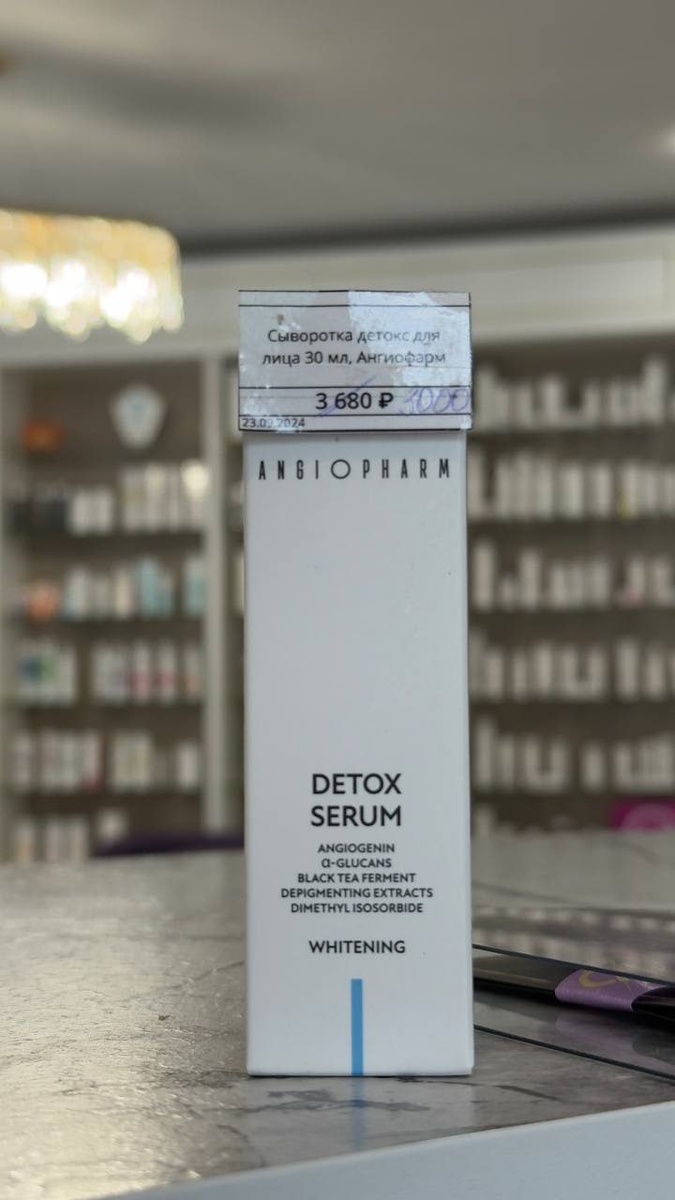 Сыворотка детокс для
лица 30 мл, Ангиофарм
3 680 ₽ 3000
23.09.2024
ANGIOPHARM
DETOX
SERUM
ANGIOGENIN
α-GLUCANS
BLACK TEA FERMENT
DEPIGMENTING EXTRACTS
DIMETHYL ISOSORBIDE
WHITENING